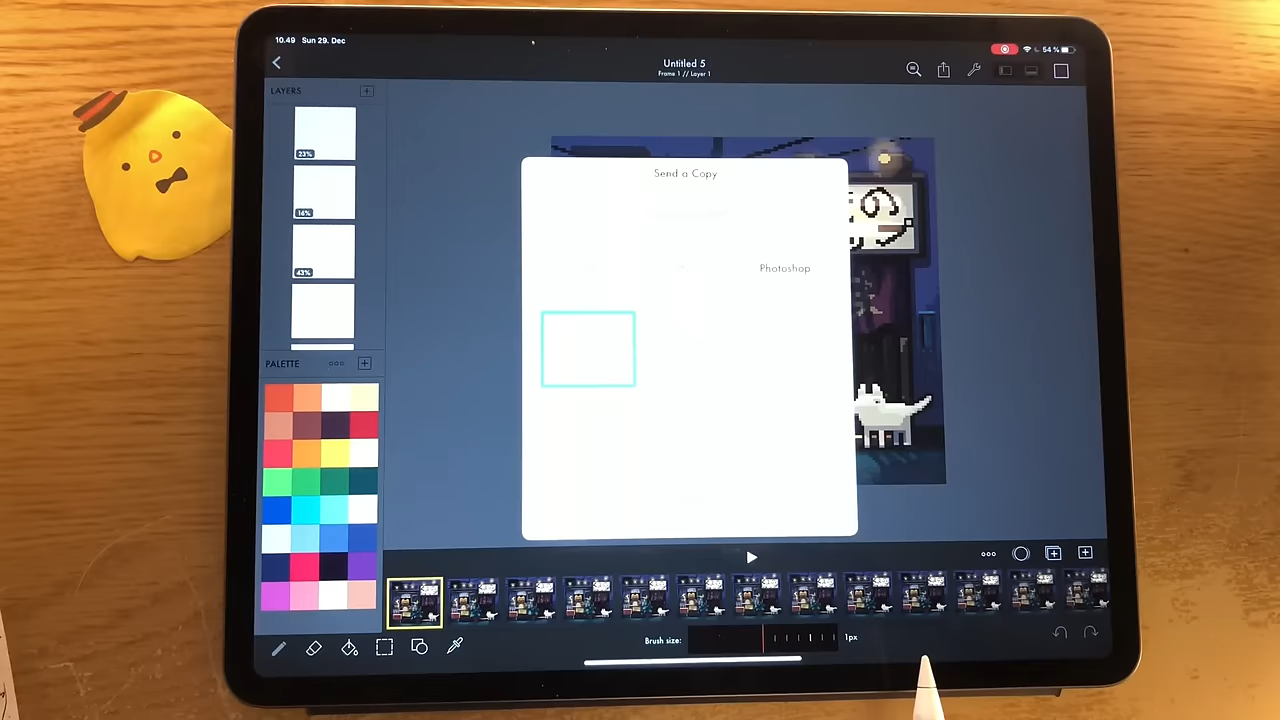 10.49 Sun 29. Dec
54 %
Untitled 5
Frame 1 // Layer 1
LAYERS
23%
16%
43%
Send a Copy
Photoshop
の
PALETTE
Brush size:
1px